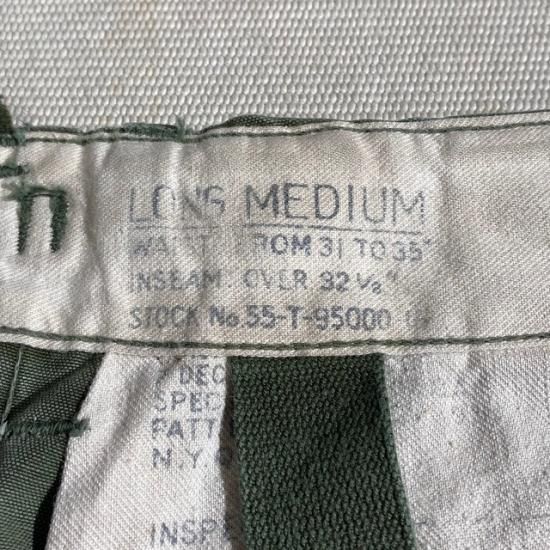 LONG MEDIUM
WAIST: FROM 31 TO 35"
INSEAM: OVER 32 1/2"
STOCK No. 55-T-95000
DEC
SPEC
PATT
N.Y.Q
INSPE